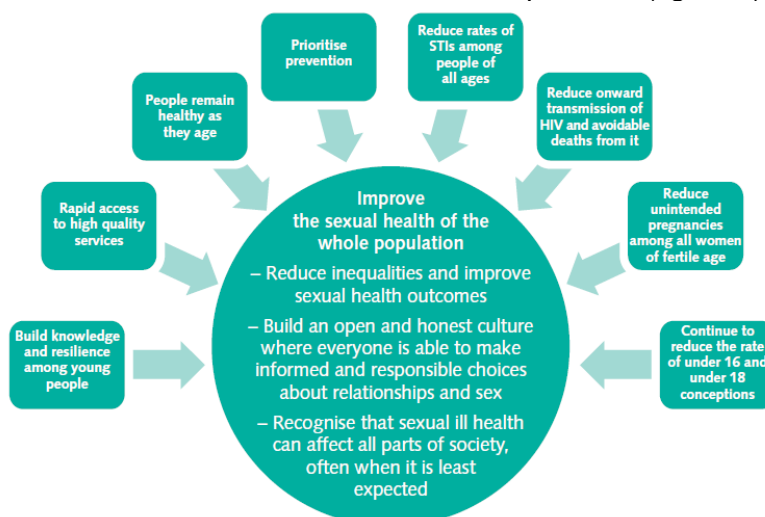 Prioritise
prevention
Reduce rates of
STIs among
people of
all ages
People remain
healthy as
they age
Reduce onward
transmission of
HIV and avoidable
deaths from it
Rapid access
to high quality
services
Reduce
unintended
pregnancies
among all women
of fertile age
Build knowledge
and resilience
among young
people
Continue to
reduce the rate
of under 16 and
under 18
conceptions
Improve
the sexual health of the
whole population
– Reduce inequalities and improve
sexual health outcomes
– Build an open and honest culture
where everyone is able to make
informed and responsible choices
about relationships and sex
– Recognise that sexual ill health
can affect all parts of society,
often when it is least
expected